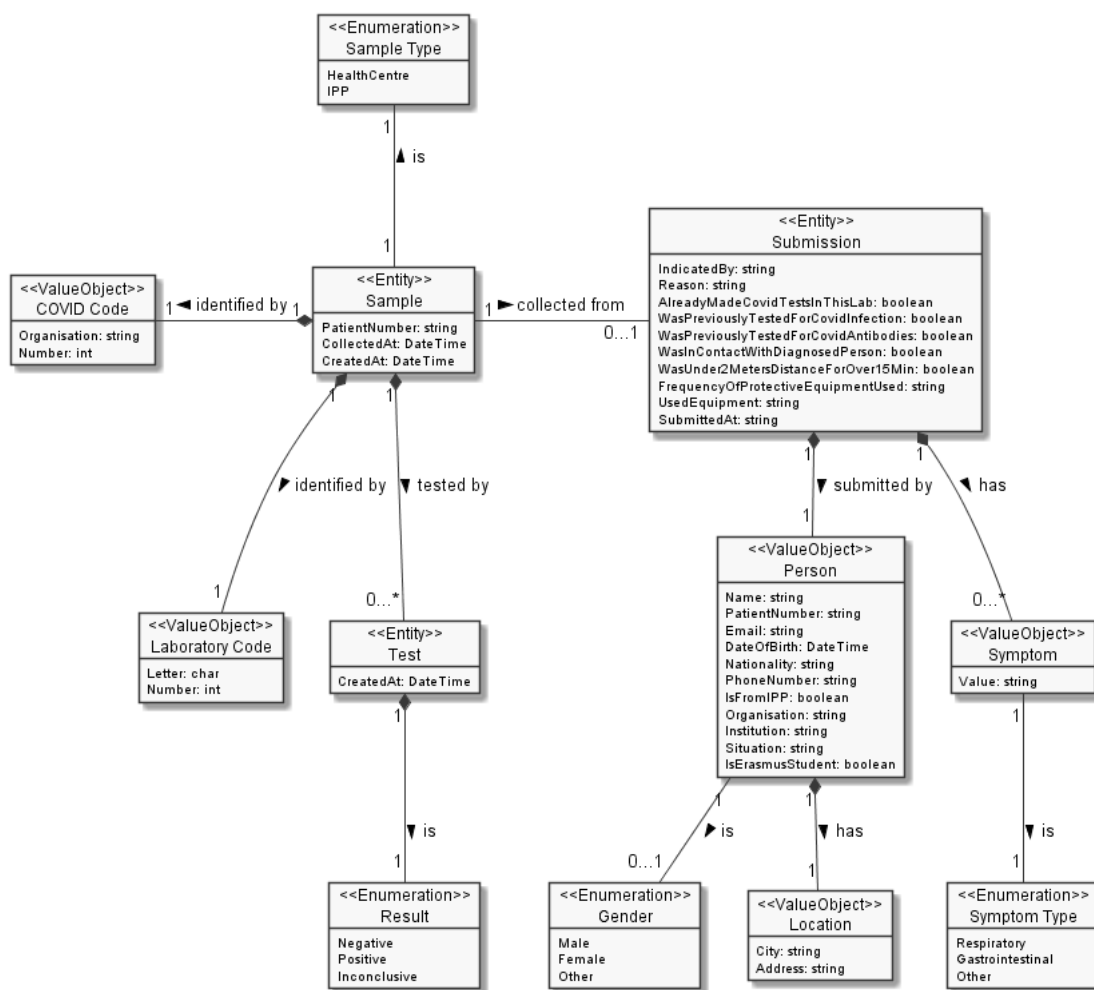 <<Enumeration>>
Sample Type
HealthCentre
IPP
1
is
1
<<ValueObject>>
COVID Code
Organisation: string
Number: int
1
identified by
1
<<Entity>>
Sample
PatientNumber: string
CollectedAt: DateTime
CreatedAt: DateTime
1
collected from
0...1
<<Entity>>
Submission
IndicatedBy: string
Reason: string
AlreadyMadeCovidTestsInThisLab: boolean
WasPreviouslyTestedForCovidInfection: boolean
WasPreviouslyTestedForCovidAntibodies: boolean
WasInContactWithDiagnosedPerson: boolean
WasUnder2MetersDistanceForOver15Min: boolean
FrequencyOfProtectiveEquipmentUsed: string
UsedEquipment: string
SubmittedAt: string
1
identified by
1
1
tested by
0...*
1
submitted by
1
1
has
0...*
<<ValueObject>>
Laboratory Code
Letter: char
Number: int
<<Entity>>
Test
CreatedAt: DateTime
<<ValueObject>>
Person
Name: string
PatientNumber: string
Email: string
DateOfBirth: DateTime
Nationality: string
PhoneNumber: string
IsFromIPP: boolean
Organisation: string
Institution: string
Situation: string
IsErasmusStudent: boolean
<<ValueObject>>
Symptom
Value: string
1
is
1
1
is
0...1
1
has
1
1
is
1
<<Enumeration>>
Result
Negative
Positive
Inconclusive
<<Enumeration>>
Gender
Male
Female
Other
<<ValueObject>>
Location
City: string
Address: string
<<Enumeration>>
Symptom Type
Respiratory
Gastrointestinal
Other